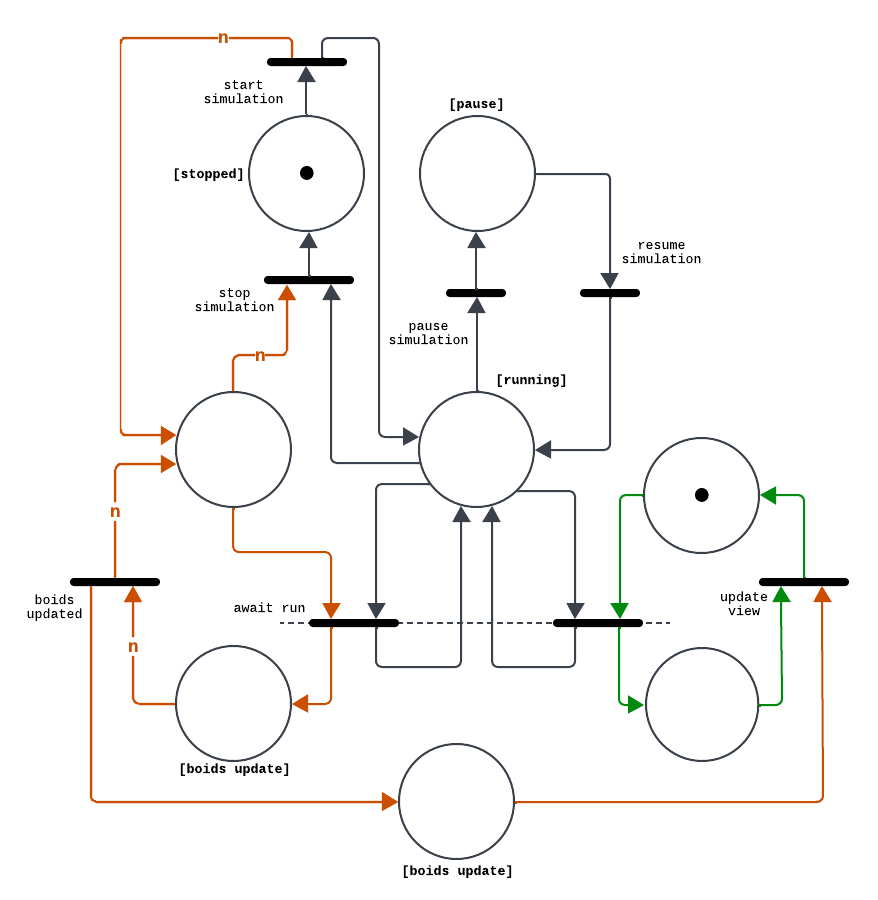 n
start
simulation
[pause]
[stopped]
resume
simulation
stop
simulation
pause
simulation
n
[running]
n
boids
updated
await run
update
view
n
[boids update]
[boids update]